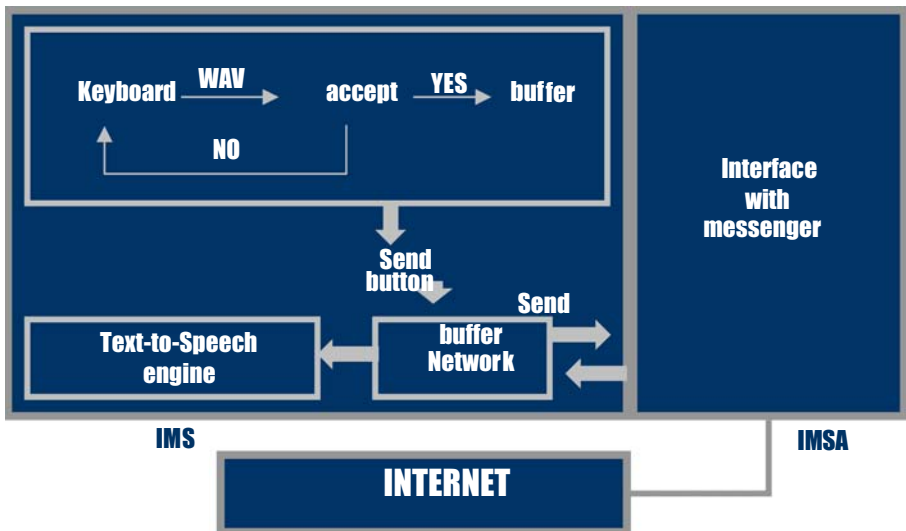 Keyboard
WAV
accept
YES
buffer
NO
Interface
with
messenger
Send
button
Send
Text-to-Speech
engine
buffer
Network
IMS
IMSA
INTERNET